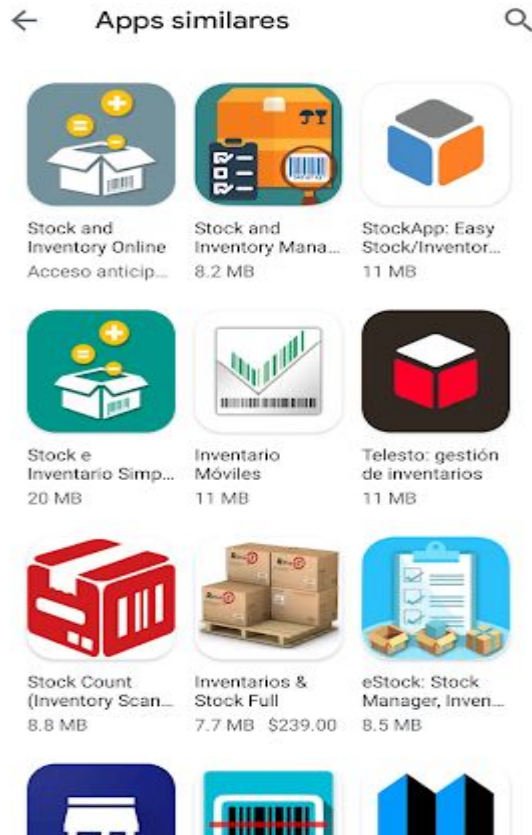 Apps similares
Stock and
Inventory Online
Acceso anticip...
Stock and
Inventory Mana...
8.2 MB
StockApp: Easy
Stock/Inventor...
11 MB
Stock e
Inventario Simp...
20 MB
Inventario
Móviles
11 MB
Telesto: gestión
de inventarios
11 MB
Stock Count
(Inventory Scan...
8.8 MB
Inventarios &
Stock Full
7.7 MB $239.00
eStock: Stock
Manager, Inven...
8.5 MB